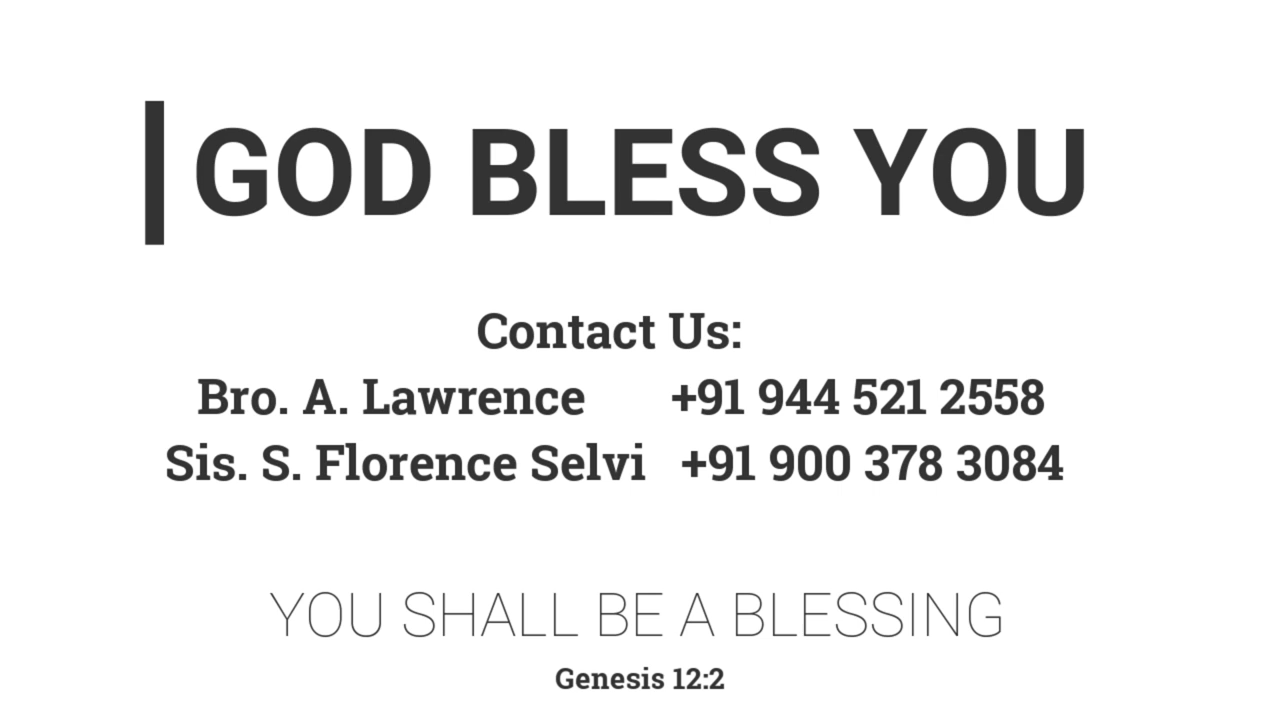 GOD BLESS YOU
Contact Us:
Bro. A. Lawrence +91 944 521 2558
Sis. S. Florence Selvi +91 900 378 3084
YOU SHALL BE A BLESSING
Genesis 12:2